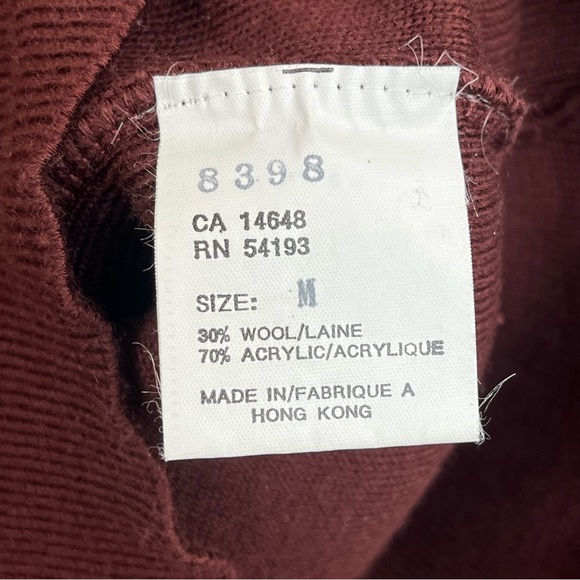 8398
CA 14648
RN 54193
SIZE: M
30% WOOL/LAINE
70% ACRYLIC/ACRYLIQUE
MADE IN/FABRIQUE A
HONG KONG